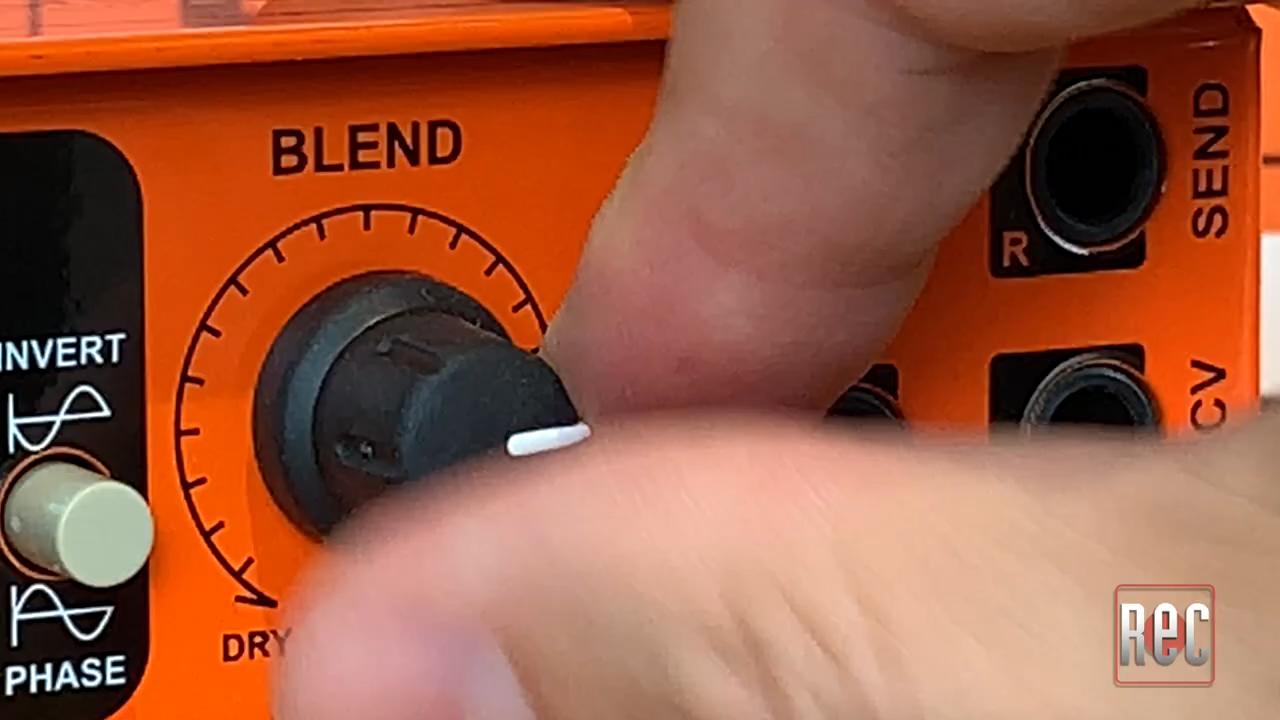 BLEND
SEND
R
INVERT
CV
DRY
PHASE
REC